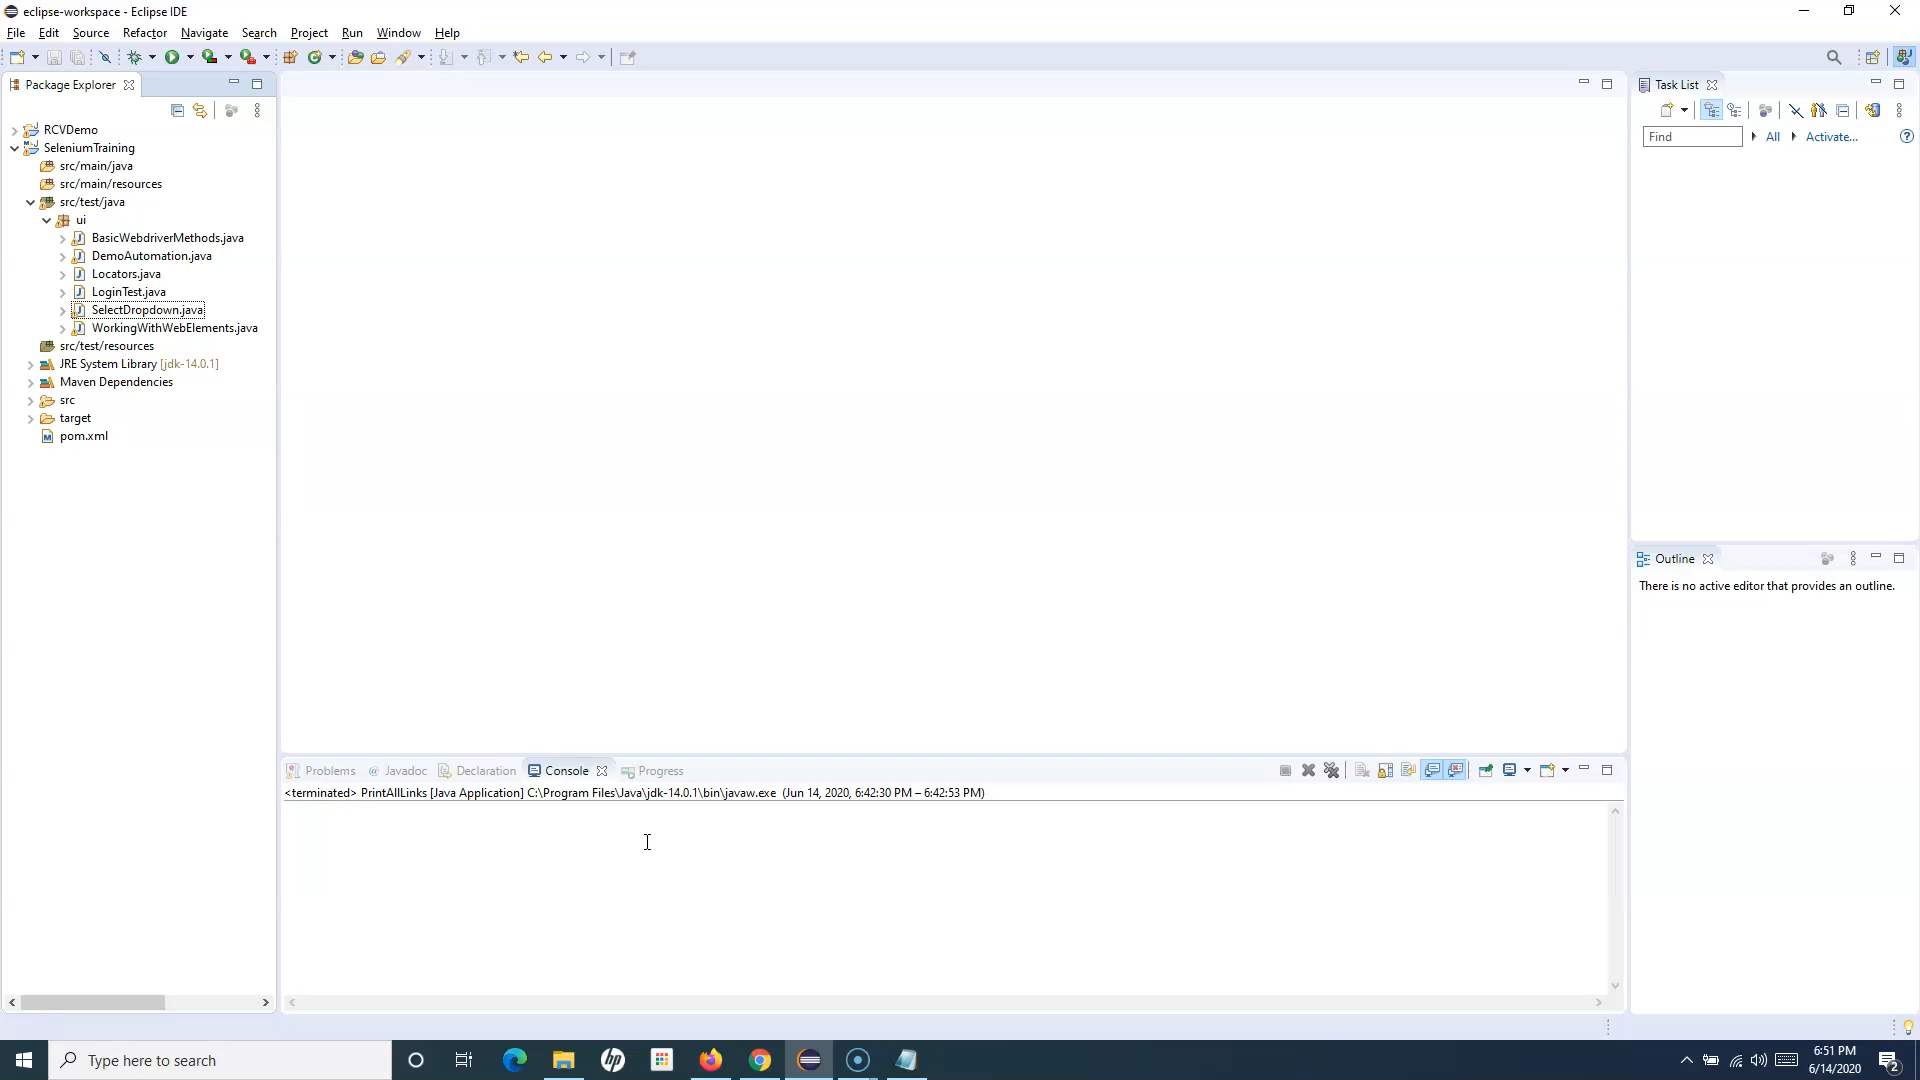 eclipse-workspace - Eclipse IDE
File Edit Source Refactor Navigate Search Project Run Window Help
Package Explorer
RCVDemo
SeleniumTraining
src/main/java
src/main/resources
src/test/java
ui
BasicWebdriverMethods.java
DemoAutomation.java
Locators.java
LoginTest.java
SelectDropdown.java
WorkingWithWebElements.java
src/test/resources
JRE System Library [jdk-14.0.1]
Maven Dependencies
src
target
pom.xml
Task List
Find All Activate...
Outline
There is no active editor that provides an outline.
Problems @ Javadoc Declaration Console Progress
<terminated> PrintAllLinks [Java Application] C:\Program Files\Java\jdk-14.0.1\bin\javaw.exe (Jun 14, 2020, 6:42:30 PM – 6:42:53 PM)
Type here to search
hp
6:51 PM
6/14/2020
2